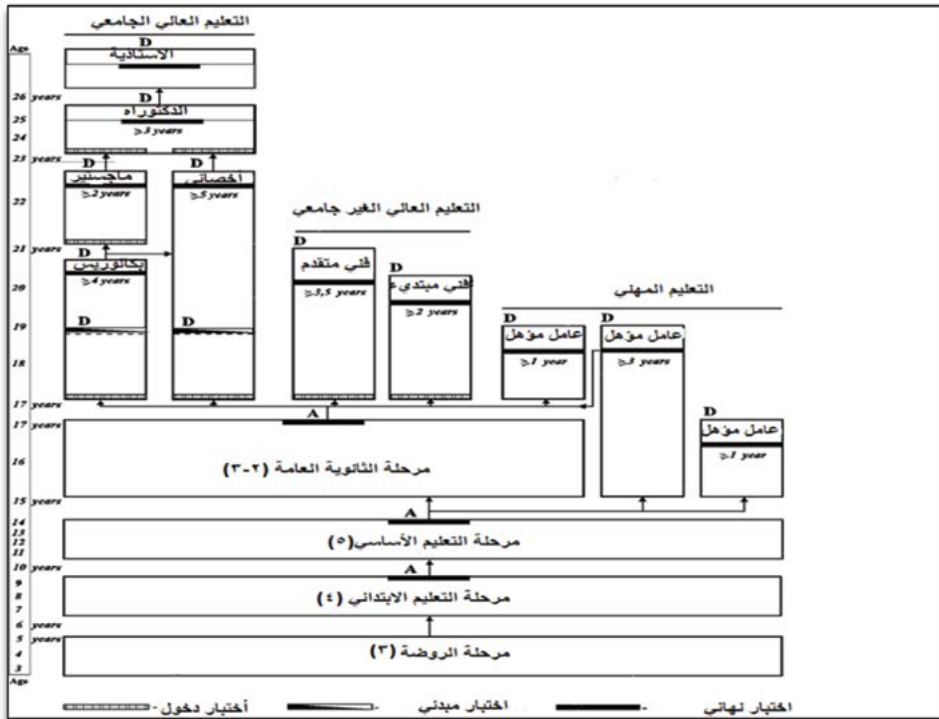 التعليم العالي الجامعي
Age
D
الأستاذية
26 years
D
الدكتوراه
25
≥3 years
24
23 years
D
D
ماجستير
أخصائي
≥2 years
≥5 years
22
التعليم العالي الغير جامعي
21 years
D
D
بكالوريس
فني متقدم
D
≥4 years
فني مبتديء
20
≥3,5 years
التعليم المهني
≥2 years
19
D
D
D
D
عامل مؤهل
عامل مؤهل
≥1 year
≥3 years
18
17 years
A
D
17
عامل مؤهل
≥1 year
16
مرحلة الثانوية العامة (٢-٣)
15 years
14
A
13
12
مرحلة التعليم الأساسي(٥)
11
10 years
A
9
8
مرحلة التعليم الابتدائي (٤)
7
6 years
5 years
4
مرحلة الروضة (٣)
3
Age
أختبار دخول -
اختبار مبدئي -
اختبار نهائي -